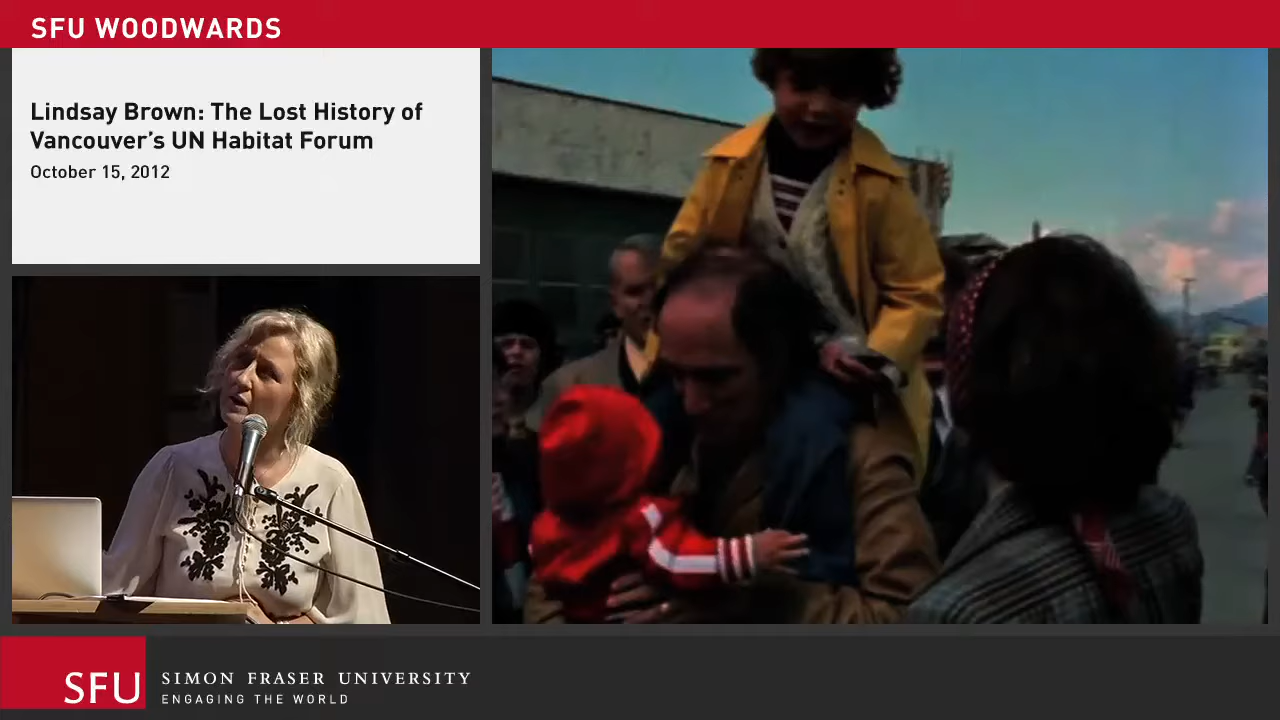 SFU WOODWARDS
Lindsay Brown: The Lost History of
Vancouver's UN Habitat Forum
October 15, 2012
SFU
SIMON FRASER UNIVERSITY
ENGAGING THE WORLD